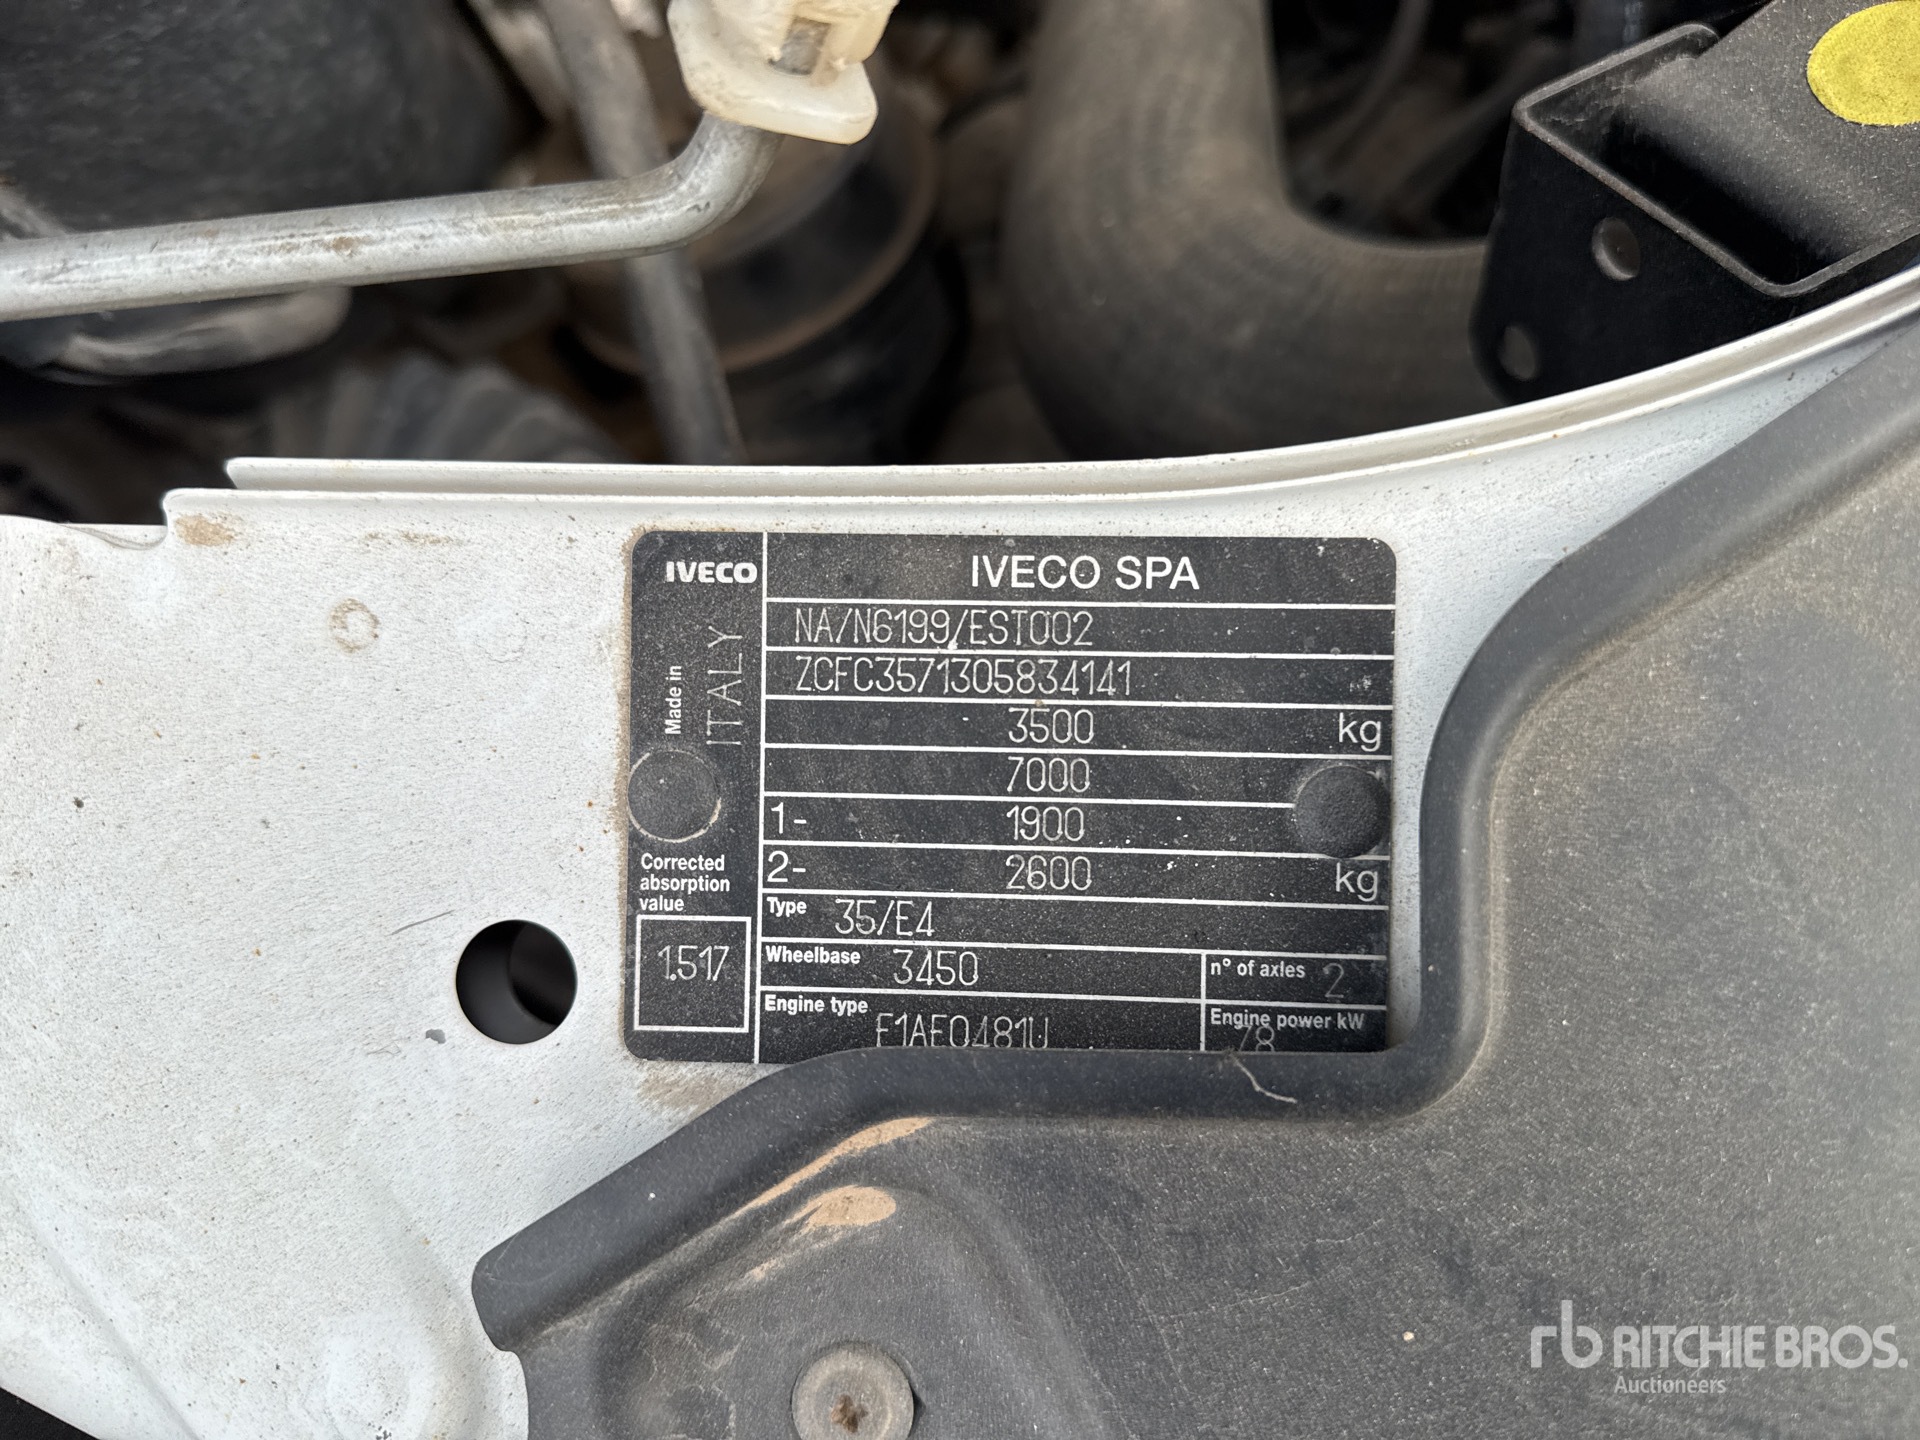 IVECO
IVECO SPA
Made in
ITALY
NA/N6199/EST002
ZCFC3571305834141
3500 kg
7000
1- 1900
2- 2600 kg
Corrected
absorption
value
1.517
Type 35/E4
Wheelbase 3450
n° of axles 2
Engine type F1AE0481U
Engine power kW 78
rb RITCHIE BROS.
Auctioneers